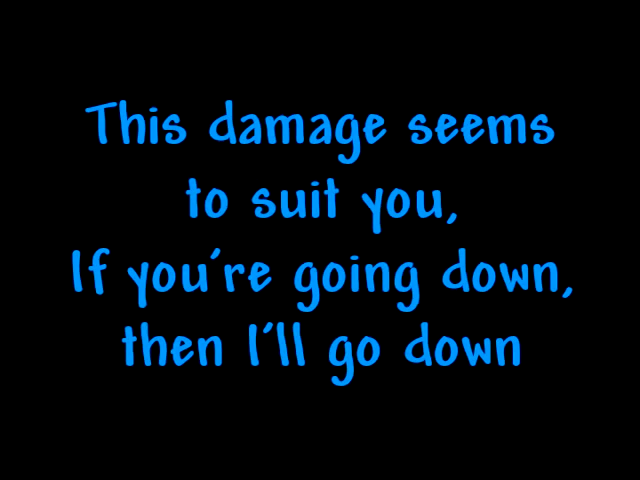 This damage seems
to suit you,
If you're going down,
then I'll go down